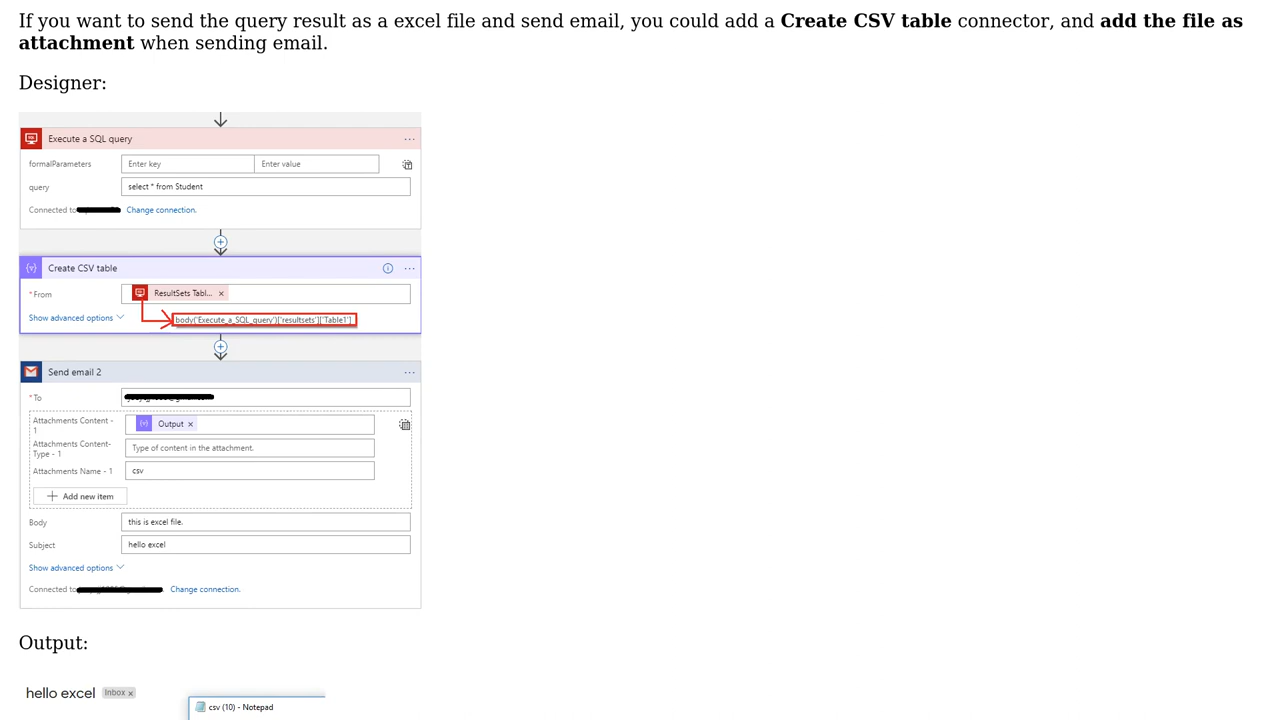 If you want to send the query result as a excel file and send email, you could add a Create CSV table connector, and add the file as
attachment when sending email.
Designer:
Execute a SQL query
formalParameters Enter key Enter value
query select * from Student
Connected to Change connection.
Create CSV table
* From ResultSets Tabl... ×
Show advanced options
body('Execute_a_SQL_query')['resultsets']['Table1']
Send email 2
* To
Attachments Content -
1
Output ×
Attachments Content-
Type - 1
Type of content in the attachment.
Attachments Name - 1 csv
Add new item
Body this is excel file.
Subject hello excel
Show advanced options
Connected to Change connection.
Output:
hello excel Inbox x
csv (10) - Notepad